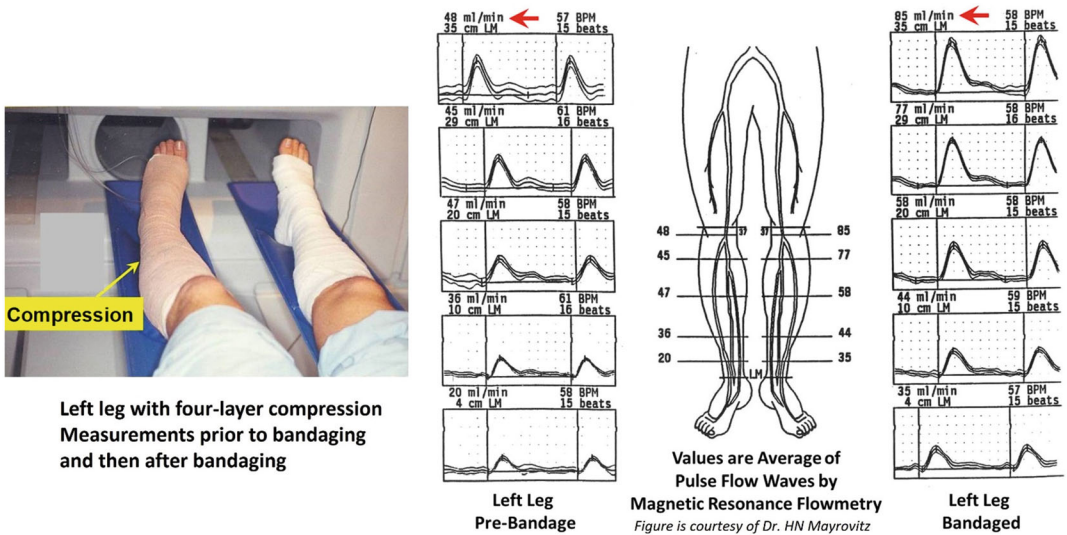 48 ml/min 57 BPM
35 cm LM 15 beats
45 ml/min 61 BPM
29 cm LM 16 beats
47 ml/min 58 BPM
20 cm LM 15 beats
36 ml/min 61 BPM
10 cm LM 16 beats
20 ml/min 58 BPM
4 cm LM 15 beats
Left Leg
Pre-Bandage
Compression
Left leg with four-layer compression
Measurements prior to bandaging
and then after bandaging
48 37 37 85
45 77
47 58
36 44
20 35
LM
Values are Average of
Pulse Flow Waves by
Magnetic Resonance Flowmetry
Figure is courtesy of Dr. HN Mayrovitz
85 ml/min 58 BPM
35 cm LM 15 beats
77 ml/min 58 BPM
29 cm LM 16 beats
58 ml/min 58 BPM
20 cm LM 15 beats
44 ml/min 59 BPM
10 cm LM 15 beats
35 ml/min 57 BPM
4 cm LM 15 beats
Left Leg
Bandaged